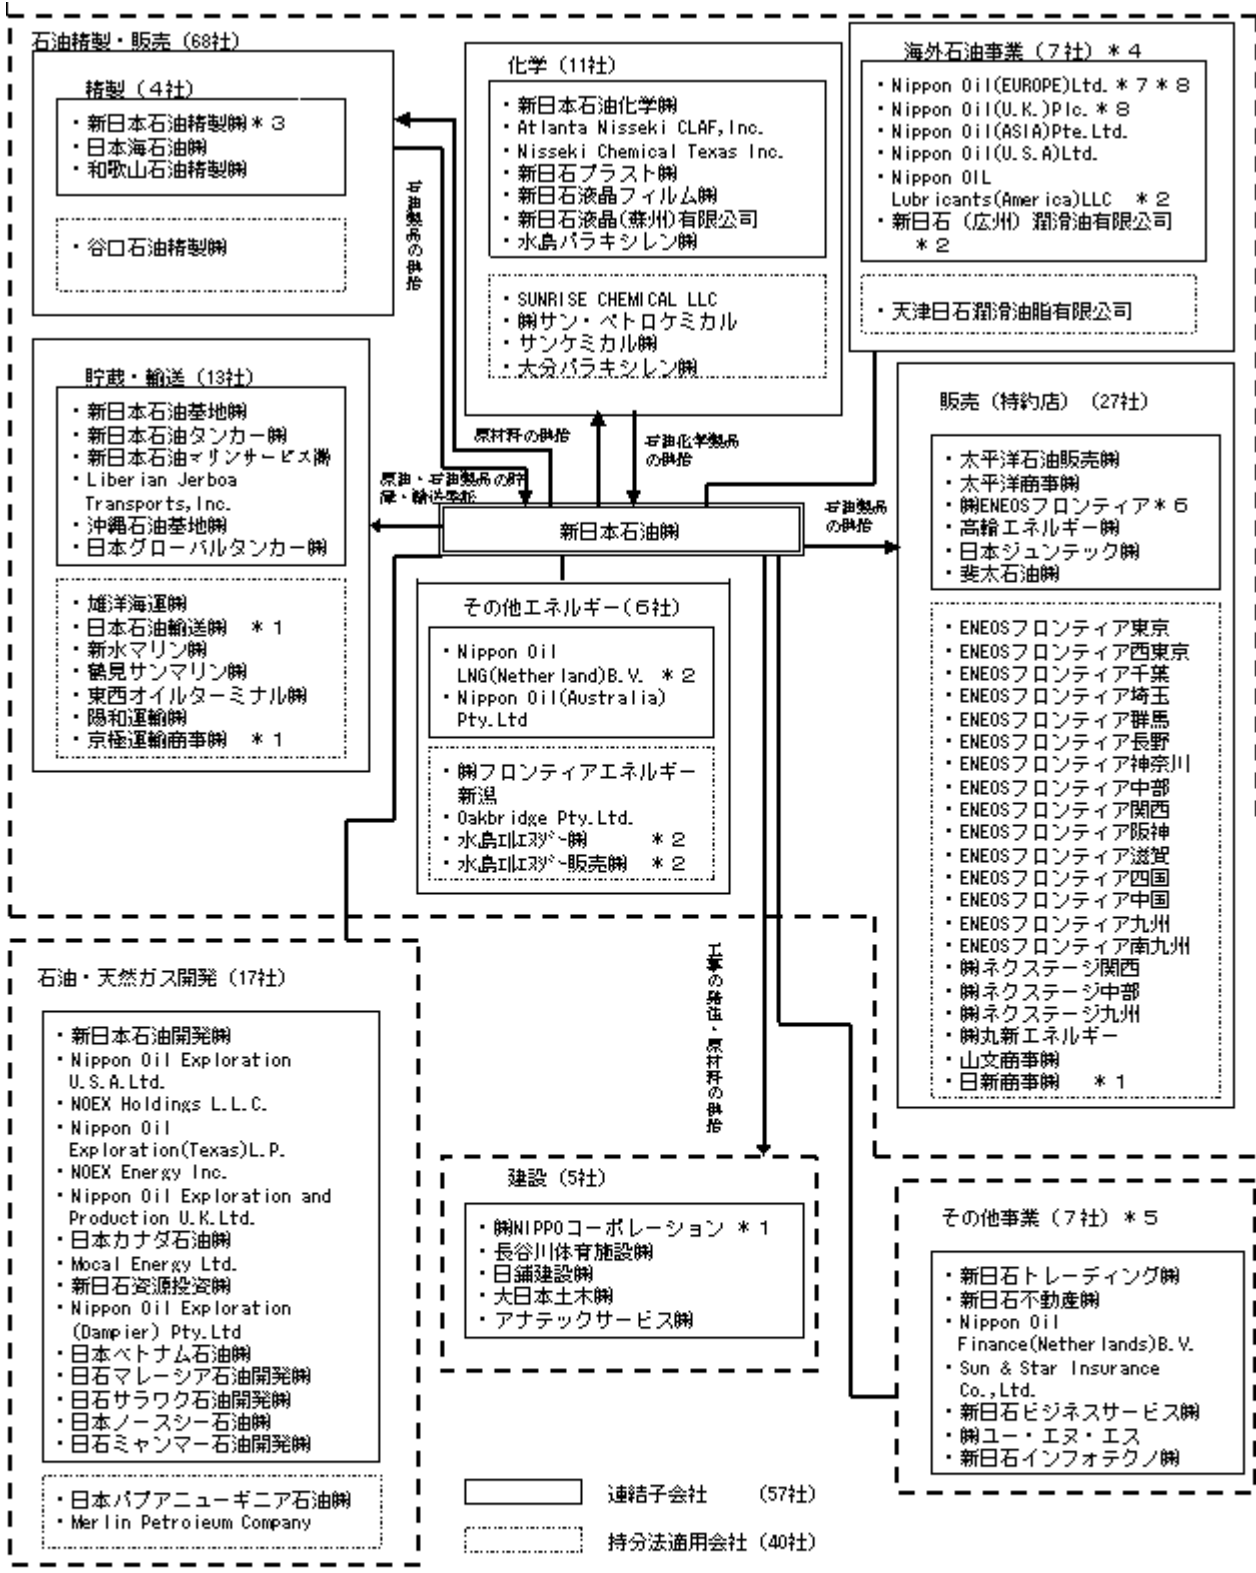 石油精製・販売 (68社)
精製 (4社)
・新日本石油精製㈱＊3
・日本海石油㈱
・和歌山石油精製㈱
・谷口石油精製㈱
石油製品の供給
貯蔵・輸送 (13社)
・新日本石油基地㈱
・新日本石油タンカー㈱
・新日本石油マリンサービス㈱
・Liberian Jerboa
Transports,Inc.
・沖縄石油基地㈱
・日本グローバルタンカー㈱
・雄洋海運㈱
・日本石油輸送㈱ ＊1
・新水マリン㈱
・鶴見サンマリン㈱
・東西オイルターミナル㈱
・陽和運輸㈱
・京極運輸商事㈱ ＊1
化学 (11社)
・新日本石油化学㈱
・Atlanta Nisseki CLAF,Inc.
・Nisseki Chemical Texas Inc.
・新日石プラスト㈱
・新日石液晶フィルム㈱
・新日石液晶(蘇州)有限公司
・水島パラキシレン㈱
・SUNRISE CHEMICAL LLC
・㈱サン・ペトロケミカル
・サンケミカル㈱
・大分パラキシレン㈱
原材料の供給
石油化学製品
の供給
原油・石油製品の貯
蔵・輸送委託
新日本石油㈱
石油製品
の供給
海外石油事業 (7社) ＊4
・Nippon Oil(EUROPE)Ltd.＊7＊8
・Nippon Oil(U.K.)Plc.＊8
・Nippon Oil(ASIA)Pte.Ltd.
・Nippon Oil(U.S.A)Ltd.
・Nippon OIL
Lubricants(America)LLC ＊2
・新日石 (広州) 潤滑油有限公司
＊2
・天津日石潤滑油脂有限公司
販売 (特約店) (27社)
・太平洋石油販売㈱
・太平洋商事㈱
・㈱ENEOSフロンティア＊6
・高輪エネルギー㈱
・日本ジュンテック㈱
・斐太石油㈱
・ENEOSフロンティア東京
・ENEOSフロンティア西東京
・ENEOSフロンティア千葉
・ENEOSフロンティア埼玉
・ENEOSフロンティア群馬
・ENEOSフロンティア長野
・ENEOSフロンティア神奈川
・ENEOSフロンティア中部
・ENEOSフロンティア関西
・ENEOSフロンティア阪神
・ENEOSフロンティア滋賀
・ENEOSフロンティア四国
・ENEOSフロンティア中国
・ENEOSフロンティア九州
・ENEOSフロンティア南九州
・㈱ネクステージ関西
・㈱ネクステージ中部
・㈱ネクステージ九州
・㈱丸新エネルギー
・山文商事㈱
・日新商事㈱ ＊1
その他エネルギー(6社)
・Nippon Oil
LNG(Netherland)B.V. ＊2
・Nippon Oil(Australia)
Pty.Ltd
・㈱フロンティアエネルギー
新潟
・Oakbridge Pty.Ltd.
・水島ｴﾙｴﾇｼﾞｰ㈱ ＊2
・水島ｴﾙｴﾇｼﾞｰ販売㈱ ＊2
石油・天然ガス開発 (17社)
・新日本石油開発㈱
・Nippon Oil Exploration
U.S.A.Ltd.
・NOEX Holdings L.L.C.
・Nippon Oil
Exploration(Texas)L.P.
・NOEX Energy Inc.
・Nippon Oil Exploration and
Production U.K.Ltd.
・日本カナダ石油㈱
・Mocal Energy Ltd.
・新日石資源投資㈱
・Nippon Oil Exploration
(Dampier) Pty.Ltd
・日本ベトナム石油㈱
・日石マレーシア石油開発㈱
・日石サラワク石油開発㈱
・日本ノースシー石油㈱
・日石ミャンマー石油開発㈱
・日本パプアニューギニア石油㈱
・Merlin Petroieum Company
工事の発注・原材料の供給
建設 (5社)
・㈱NIPPOコーポレーション ＊1
・長谷川体育施設㈱
・日舗建設㈱
・大日本土木㈱
・アナテックサービス㈱
その他事業 (7社) ＊5
・新日石トレーディング㈱
・新日石不動産㈱
・Nippon Oil
Finance(Netherlands)B.V.
・Sun & Star Insurance
Co.,Ltd.
・新日石ビジネスサービス㈱
・㈱ユー・エヌ・エス
・新日石インフォテクノ㈱
連結子会社 (57社)
持分法適用会社 (40社)